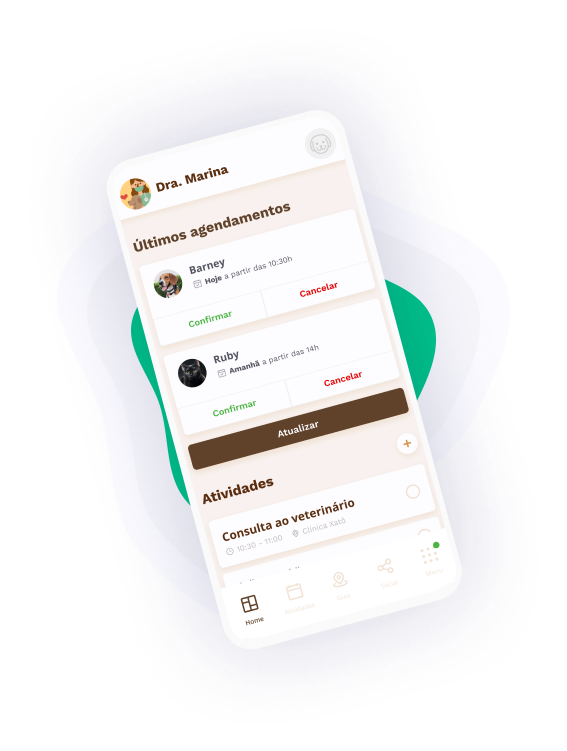 Dra. Marina
Últimos agendamentos
Barney
Hoje a partir das 10:30h
Confirmar
Cancelar
Ruby
Amanhã a partir das 14h
Confirmar
Cancelar
Atualizar
Atividades
Consulta ao veterinário
10:30 - 11:00
Clínica Xatô
Home
Guia
Social
Menu